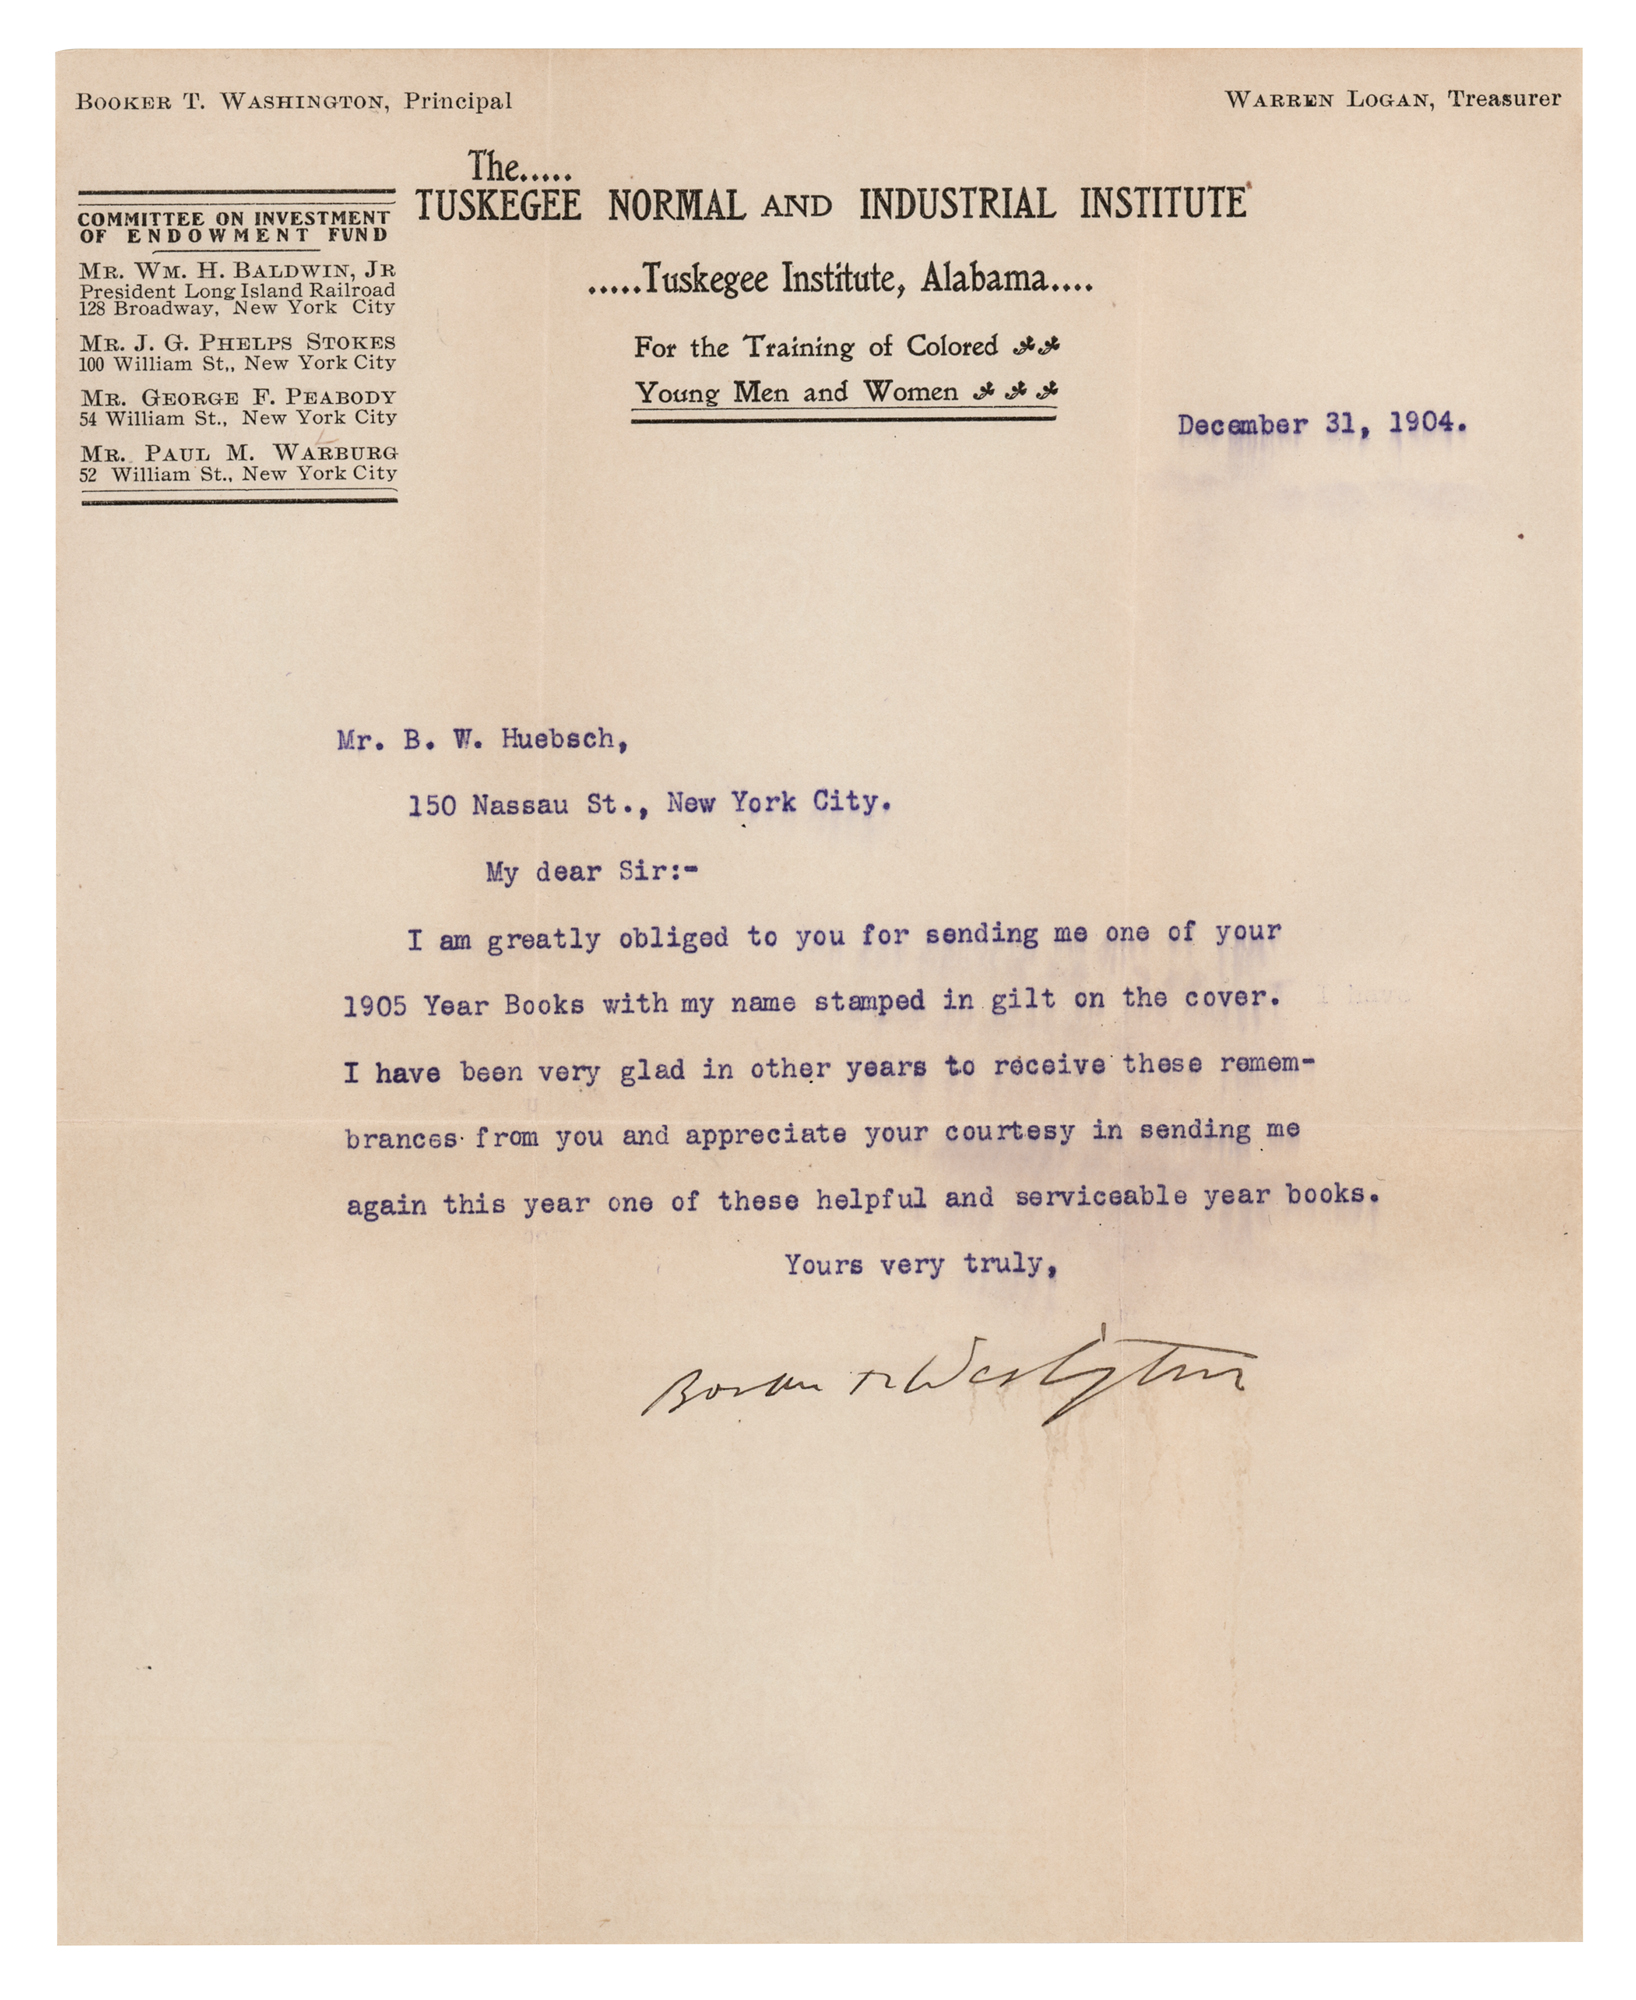 BOOKER T. WASHINGTON, Principal
WARREN LOGAN, Treasurer
The.....
TUSKEGEE NORMAL AND INDUSTRIAL INSTITUTE
.....Tuskegee Institute, Alabama....
For the Training of Colored
Young Men and Women
COMMITTEE ON INVESTMENT
OF ENDOWMENT FUND
MR. WM. H. BALDWIN, JR
President Long Island Railroad
128 Broadway, New York City
MR. J. G. PHELPS STOKES
100 William St,, New York City
MR. GEORGE F. PEABODY
54 William St., New York City
MR. PAUL M. WARBURG
52 William St., New York City
December 31, 1904.
Mr. B. W. Huebsch,
150 Nassau St., New York City.
My dear Sir:-
I am greatly obliged to you for sending me one of your
1905 Year Books with my name stamped in gilt on the cover.
I have been very glad in other years to receive these remem-
brances from you and appreciate your courtesy in sending me
again this year one of these helpful and serviceable year books.
Yours very truly,
Booker T. Washington